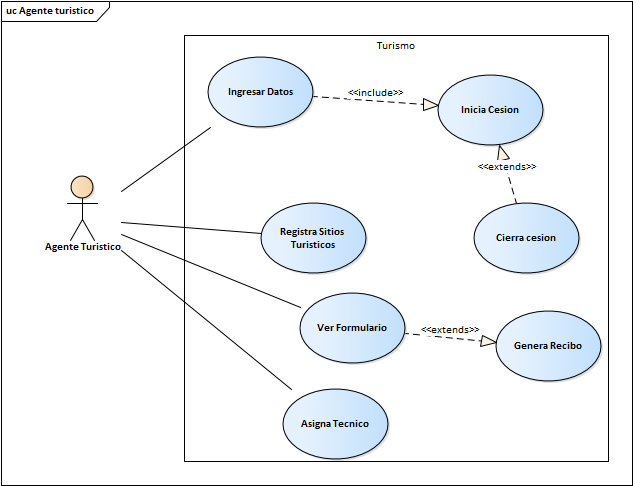 uc Agente turistico
Turismo
Ingresar Datos
<<include>>
Inicia Cesion
<<extends>>
Agente Turistico
Registra Sitios
Turisticos
Cierra cesion
Ver Formulario
<<extends>>
Genera Recibo
Asigna Tecnico